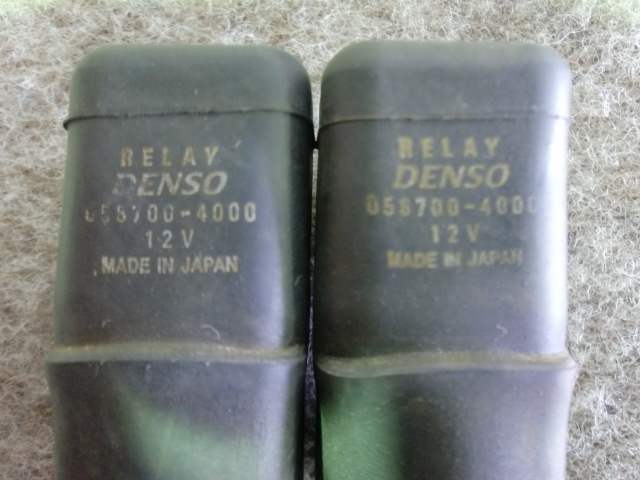 RELAY
DENSO
058700-4000
12V
MADE IN JAPAN
RELAY
DENSO
058700-4000
12V
MADE IN JAPAN